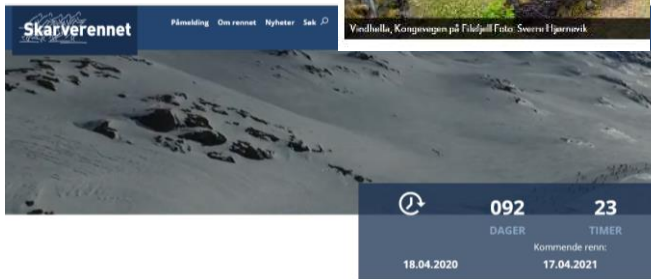 Skarverennet
Påmelding Om rennet Nyheter Søk
Vindhella, Kongevegen på Filefjell Foto: Sverre Hjørnevik
092 23
DAGER TIMER
Kommende renn:
18.04.2020 17.04.2021